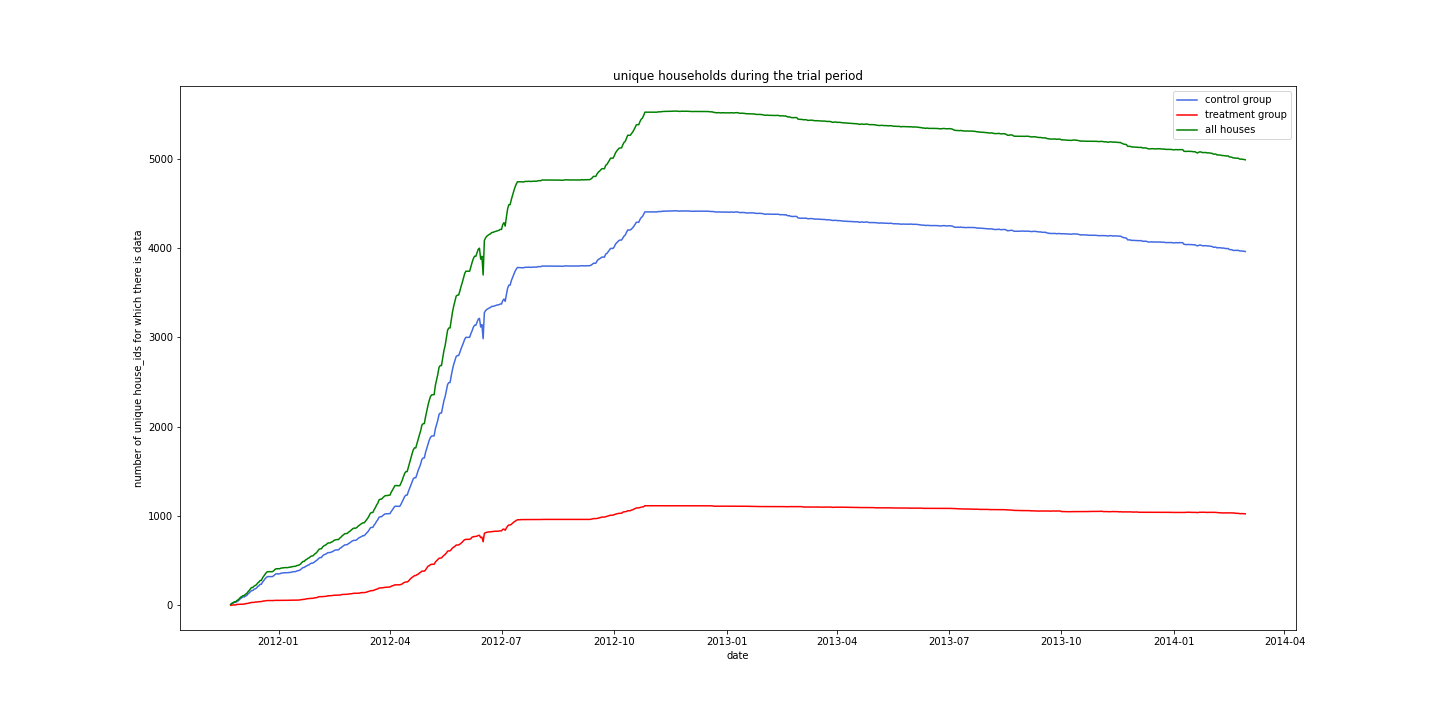 unique households during the trial period
control group
treatment group
all houses
number of unique house_ids for which there is data
5000
4000
3000
2000
1000
0
2012-01 2012-04 2012-07 2012-10 2013-01 2013-04 2013-07 2013-10 2014-01 2014-04
date